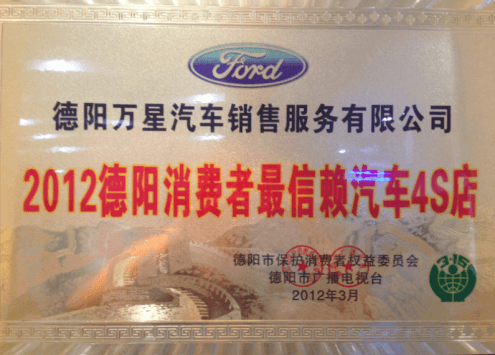 Ford
德阳万星汽车销售服务有限公司
2012德阳消费者最信赖汽车4S店
德阳市保护消费者权益委员会
德阳市广播电视台
2012年3月
3·15